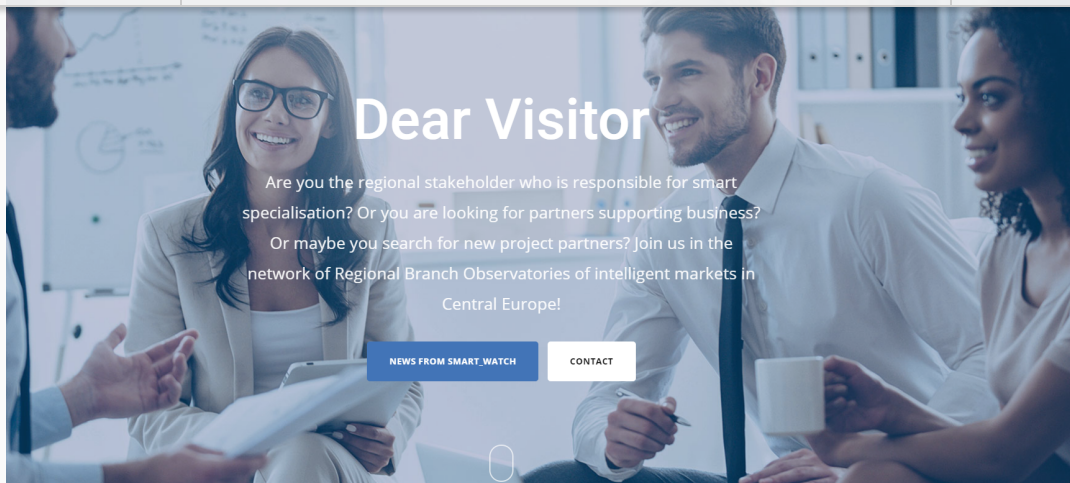 Dear Visitor
Are you the regional stakeholder who is responsible for smart
specialisation? Or you are looking for partners supporting business?
Or maybe you search for new project partners? Join us in the
network of Regional Branch Observatories of intelligent markets in
Central Europe!
NEWS FROM SMART_WATCH
CONTACT